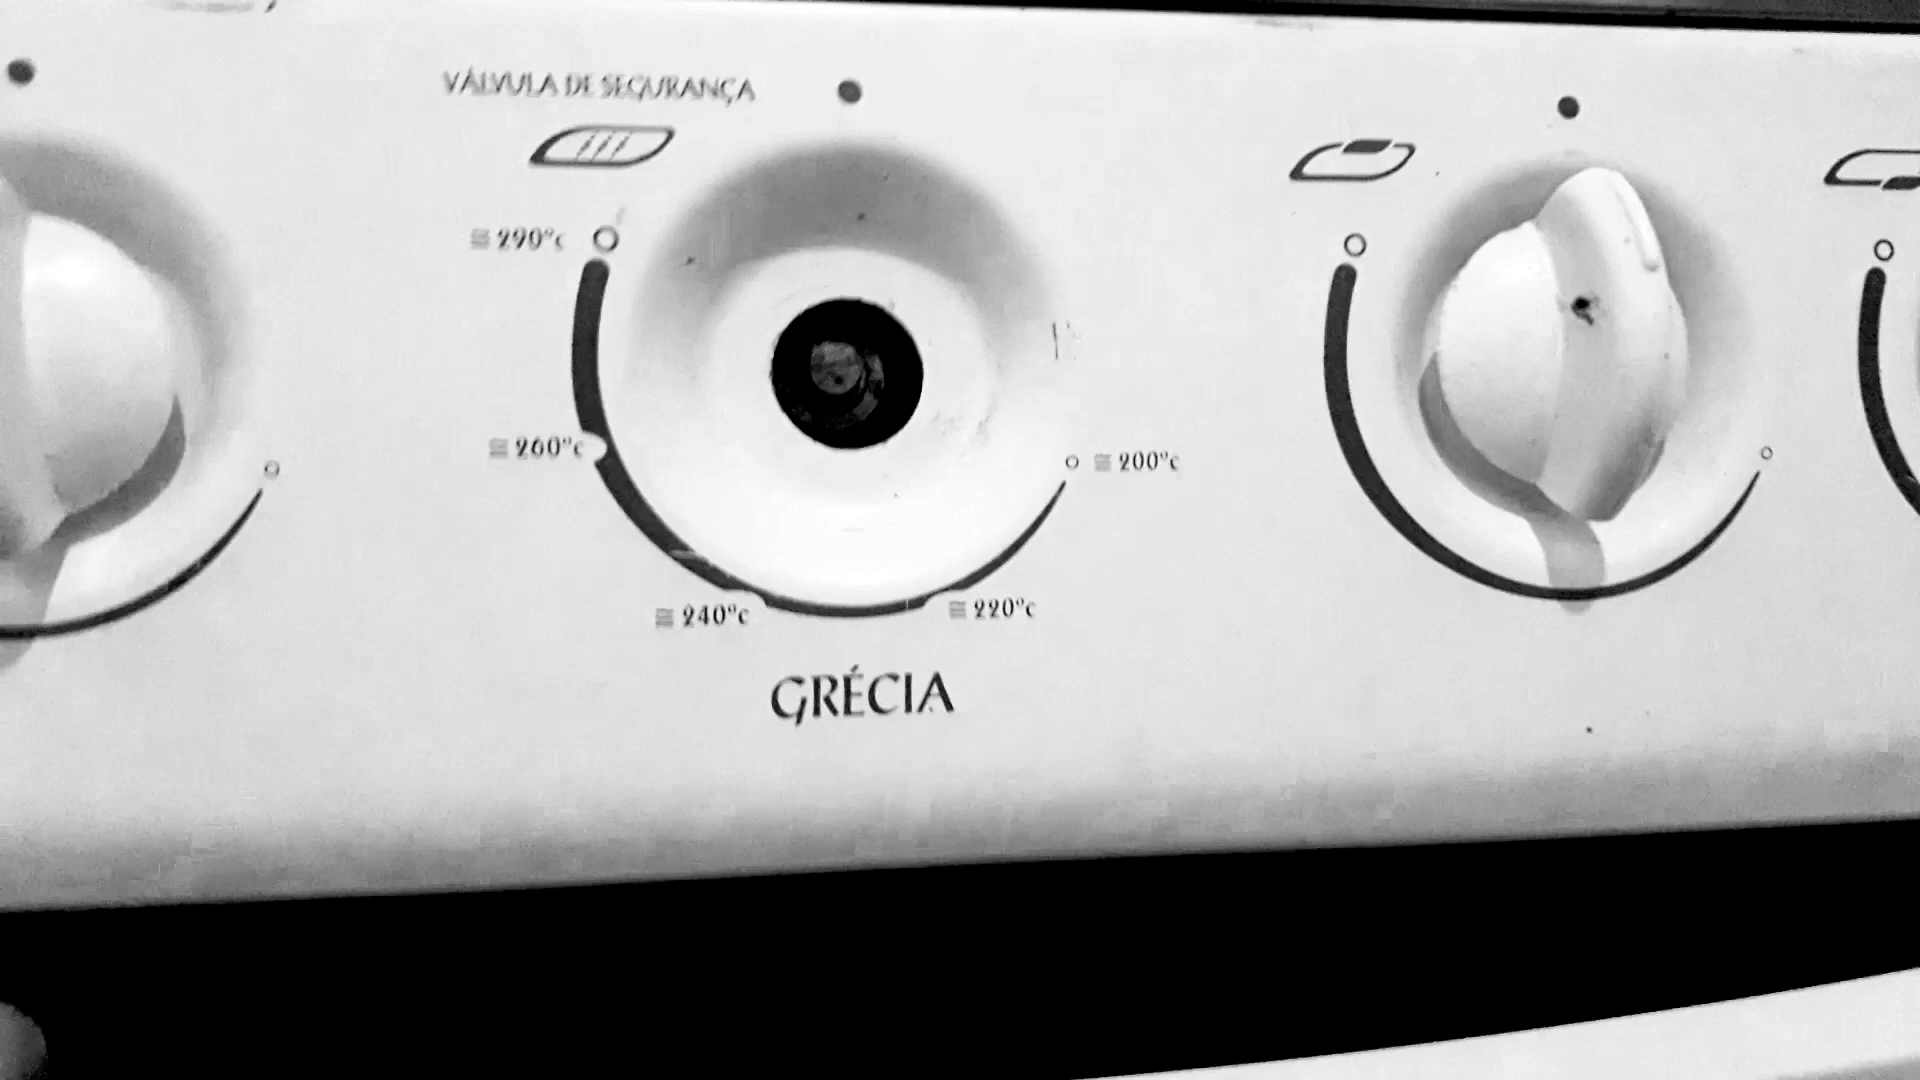 VÁLVULA DE SEGURANÇA
≅ 290°c
≅ 260°c
≅ 200°c
≅ 240°c
≅ 220°c
GRÉCIA